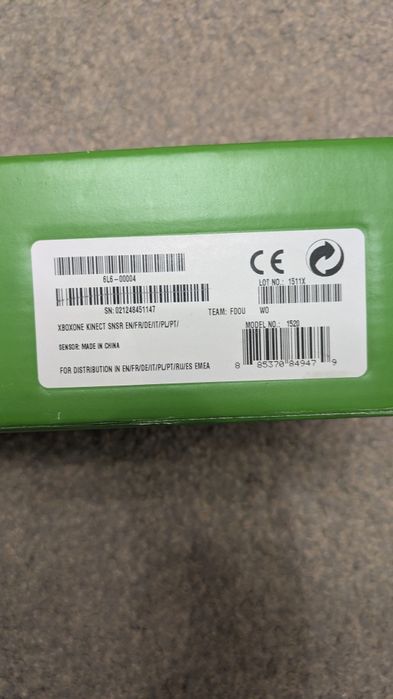 6L6-00004
SN: 021248451147
XBOXONE KINECT SNSR EN/FR/DE/IT/PL/PT/
SENSOR: MADE IN CHINA
FOR DISTRIBUTION IN EN/FR/DE/IT/PL/PT/RU/ES EMEA
CE
LOT NO.: 1511X
TEAM: FDOU W0
MODEL NO.: 1520
8 85370 84947 9